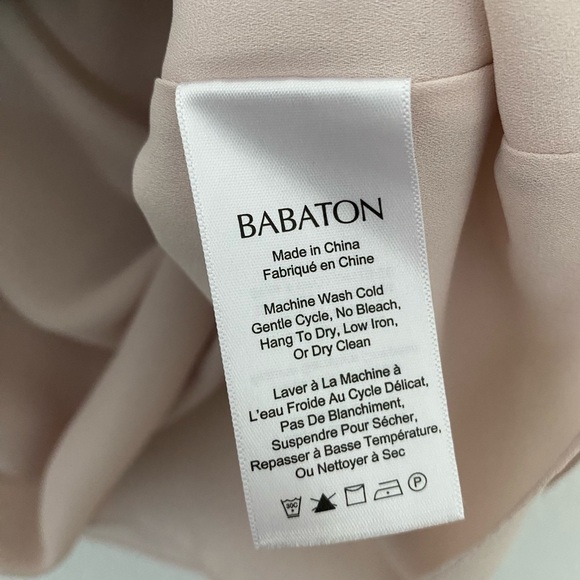 BABATON
Made in China
Fabriqué en Chine
Machine Wash Cold
Gentle Cycle, No Bleach,
Hang To Dry, Low Iron,
Or Dry Clean
Laver à La Machine à
L'eau Froide Au Cycle Délicat,
Pas De Blanchiment,
Suspendre Pour Sécher,
Repasser à Basse Température,
Ou Nettoyer à Sec
30C P